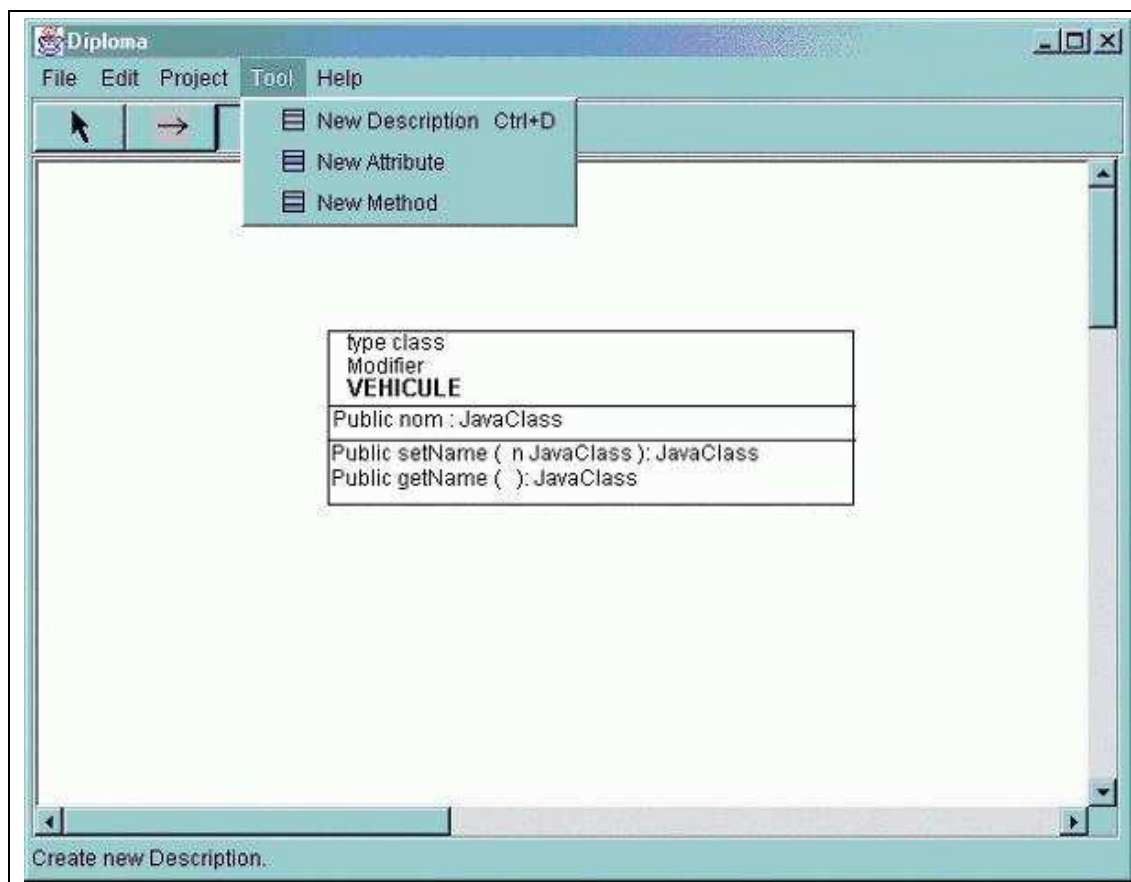 Diploma
File Edit Project Tool Help
New Description Ctrl+D
New Attribute
New Method
type class
Modifier
VEHICULE
Public nom : JavaClass
Public setName ( n JavaClass ): JavaClass
Public getName ( ): JavaClass
Create new Description.